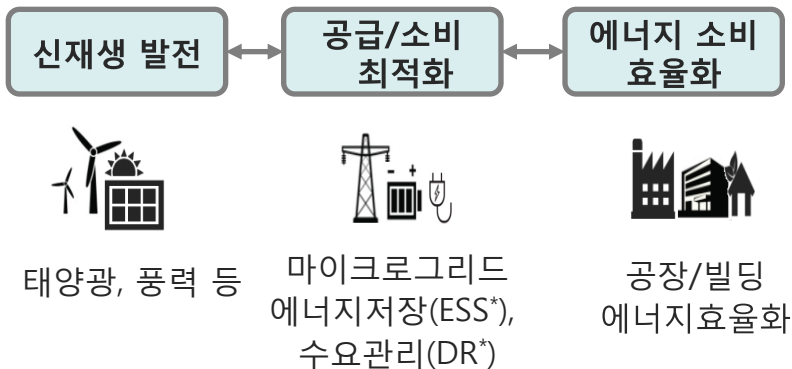 신재생 발전
공급/소비
최적화
에너지 소비
효율화
- +
태양광, 풍력 등
마이크로그리드
에너지저장(ESS*),
수요관리(DR*)
공장/빌딩
에너지효율화